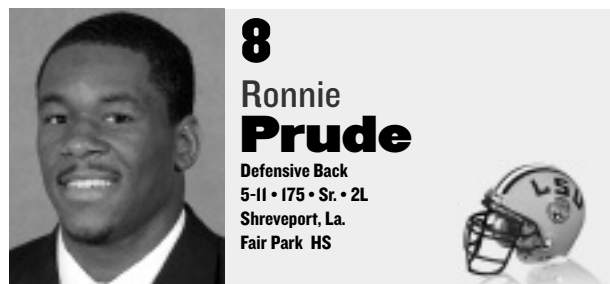 8
Ronnie
Prude
Defensive Back
5-11 • 175 • Sr. • 2L
Shreveport, La.
Fair Park HS
LSU